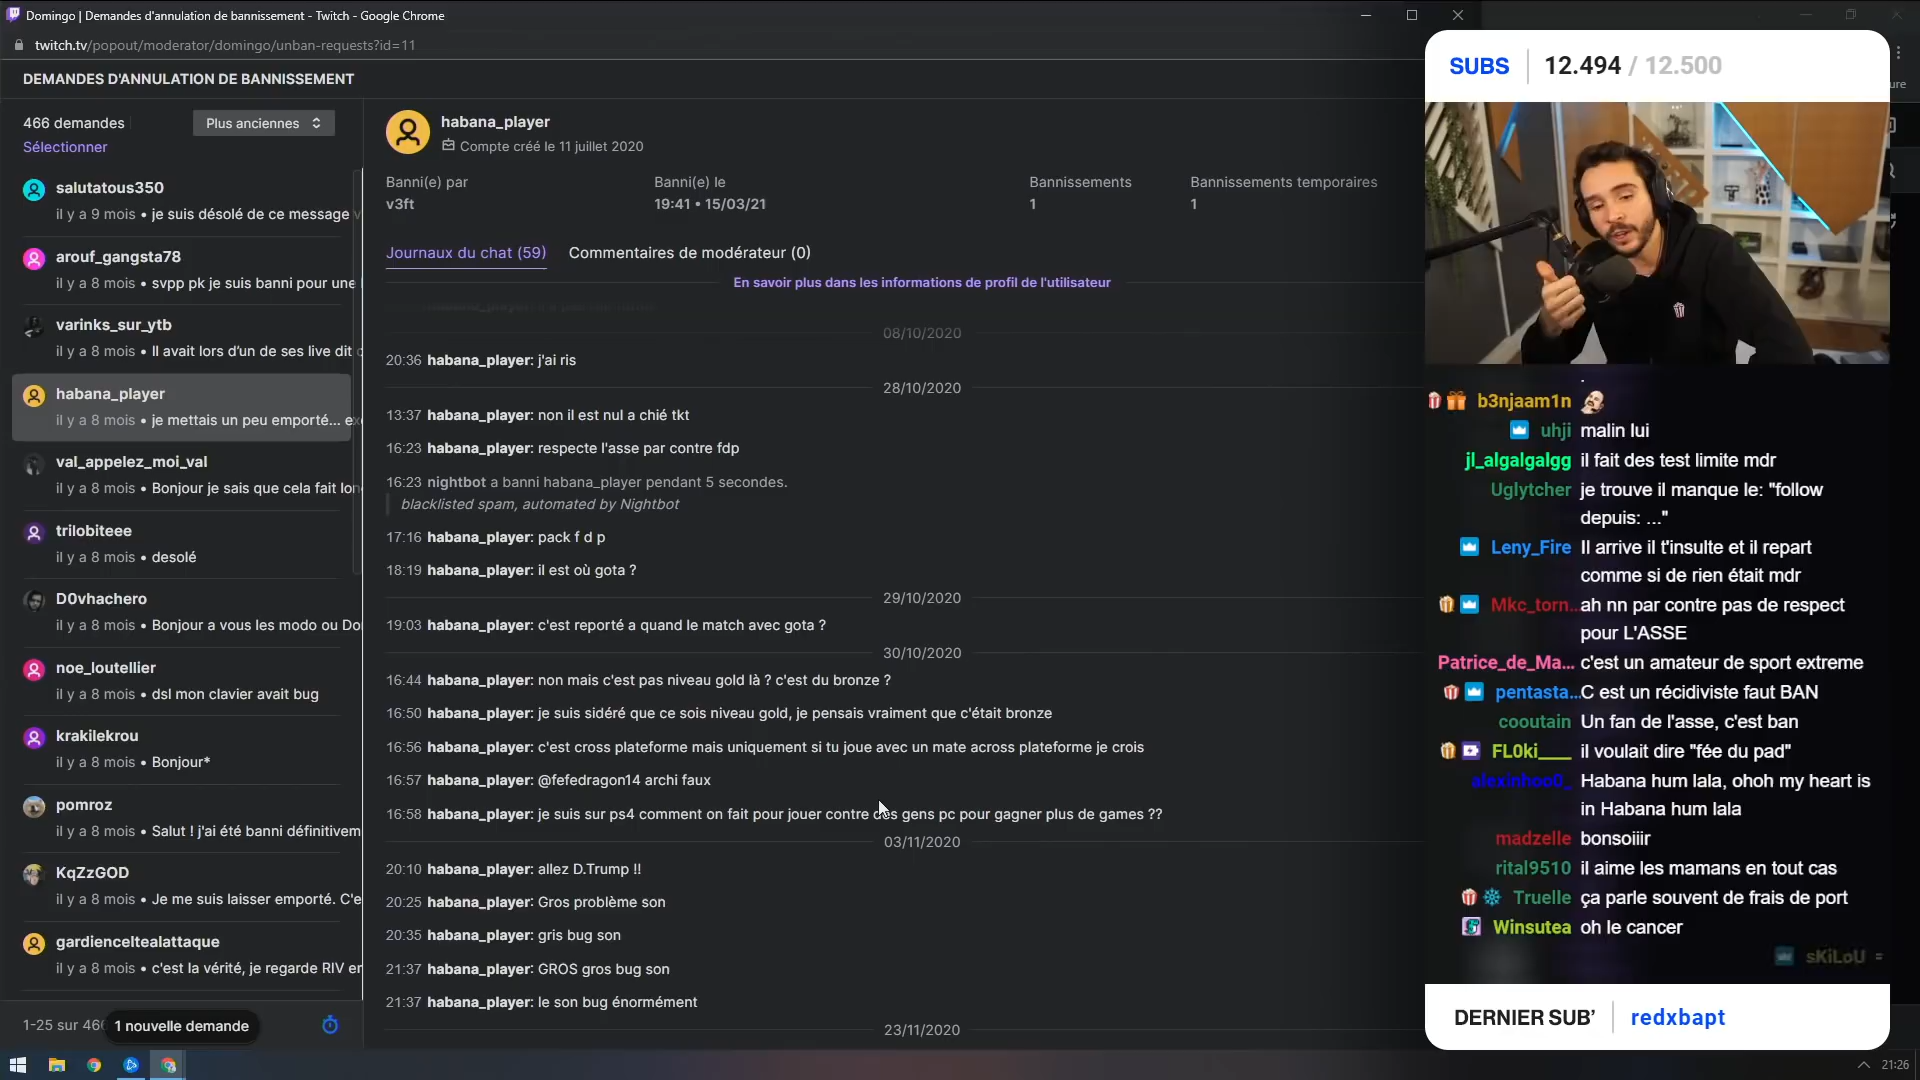 Domingo | Demandes d'annulation de bannissement - Twitch - Google Chrome
twitch.tv/popout/moderator/domingo/unban-requests?id=11
DEMANDES D'ANNULATION DE BANNISSEMENT
466 demandes
Plus anciennes
Sélectionner
salutatous350
il y a 9 mois • je suis désolé de ce message
arouf_gangsta78
il y a 8 mois • svpp pk je suis banni pour une
varinks_sur_ytb
il y a 8 mois • Il avait lors d'un de ses live dit
habana_player
il y a 8 mois • je mettais un peu emporté...
val_appelez_moi_val
il y a 8 mois • Bonjour je sais que cela fait
trilobiteee
il y a 8 mois • desolé
D0vhachero
il y a 8 mois • Bonjour a vous les modo ou
noe_loutellier
il y a 8 mois • dsl mon clavier avait bug
krakilekrou
il y a 8 mois • Bonjour*
pomroz
il y a 8 mois • Salut ! j'ai été banni définitivem
KqZzGOD
il y a 8 mois • Je me suis laisser emporté. C'e
gardienceltealattaque
il y a 8 mois • c'est la vérité, je regarde RIV er
1-25 sur 46
1 nouvelle demande
habana_player
Compte créé le 11 juillet 2020
Banni(e) par
v3ft
Banni(e) le
19:41 • 15/03/21
Bannissements
1
Bannissements temporaires
1
Journaux du chat (59)
Commentaires de modérateur (0)
En savoir plus dans les informations de profil de l'utilisateur
08/10/2020
20:36 habana_player: j'ai ris
28/10/2020
13:37 habana_player: non il est nul a chié tkt
16:23 habana_player: respecte l'asse par contre fdp
16:23 nightbot a banni habana_player pendant 5 secondes.
blacklisted spam, automated by Nightbot
17:16 habana_player: pack f d p
18:19 habana_player: il est où gota ?
29/10/2020
19:03 habana_player: c'est reporté a quand le match avec gota ?
30/10/2020
16:44 habana_player: non mais c'est pas niveau gold là ? c'est du bronze ?
16:50 habana_player: je suis sidéré que ce sois niveau gold, je pensais vraiment que c'était bronze
16:56 habana_player: c'est cross plateforme mais uniquement si tu joue avec un mate across plateforme je crois
16:57 habana_player: @fefedragon14 archi faux
16:58 habana_player: je suis sur ps4 comment on fait pour jouer contre des gens pc pour gagner plus de games ??
03/11/2020
20:10 habana_player: allez D.Trump !!
20:25 habana_player: Gros problème son
20:35 habana_player: gris bug son
21:37 habana_player: GROS gros bug son
21:37 habana_player: le son bug énormément
23/11/2020
SUBS
12.494 / 12.500
b3njaam1n
uhji malin lui
jl_algalgalgg il fait des test limite mdr
Uglytcher je trouve il manque le: "follow
depuis: ..."
Leny_Fire Il arrive il t'insulte et il repart
comme si de rien était mdr
Mkc_torn... ah nn par contre pas de respect
pour L'ASSE
Patrice_de_Ma... c'est un amateur de sport extreme
pentasta... C est un récidiviste faut BAN
cooutain Un fan de l'asse, c'est ban
FL0ki____ il voulait dire "fée du pad"
alexinhoo0_ Habana hum lala, ohoh my heart is
in Habana hum lala
madzelle bonsoiiir
rital9510 il aime les mamans en tout cas
Truelle ça parle souvent de frais de port
Winsutea oh le cancer
sKiLoU
DERNIER SUB'
redxbapt
21:26